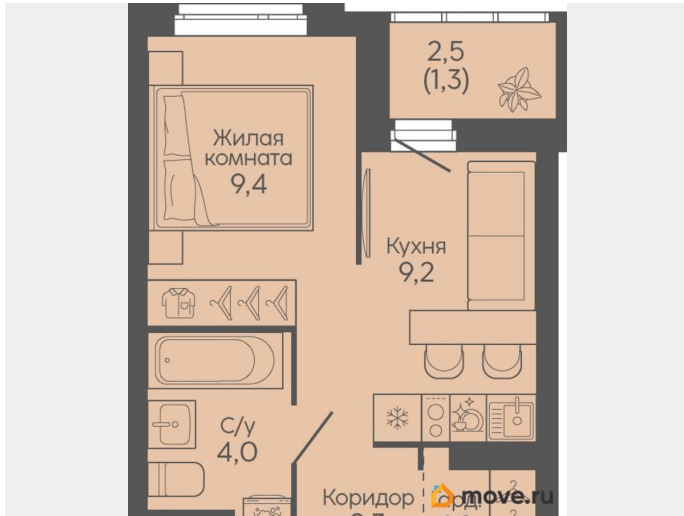 2,5
(1,3)
Жилая
комната
9,4
Кухня
9,2
С/у
4,0
Коридор
move.ru